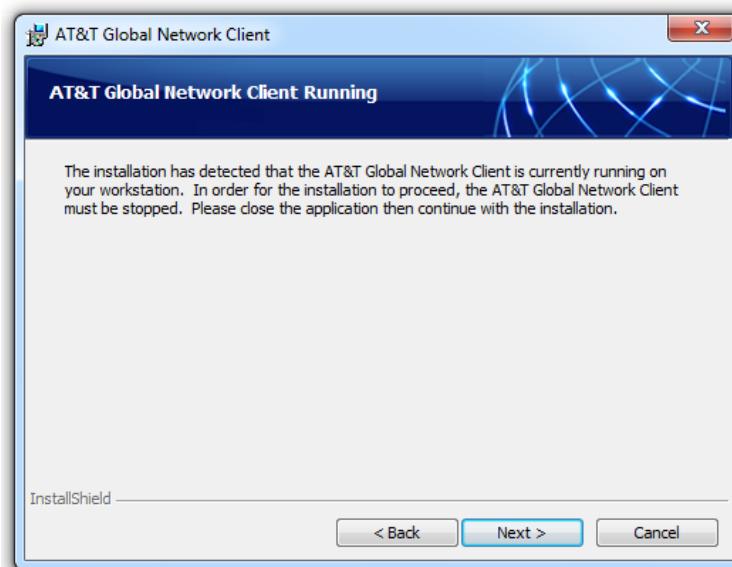 AT&T Global Network Client
AT&T Global Network Client Running
The installation has detected that the AT&T Global Network Client is currently running on
your workstation. In order for the installation to proceed, the AT&T Global Network Client
must be stopped. Please close the application then continue with the installation.
InstallShield
< Back Next > Cancel